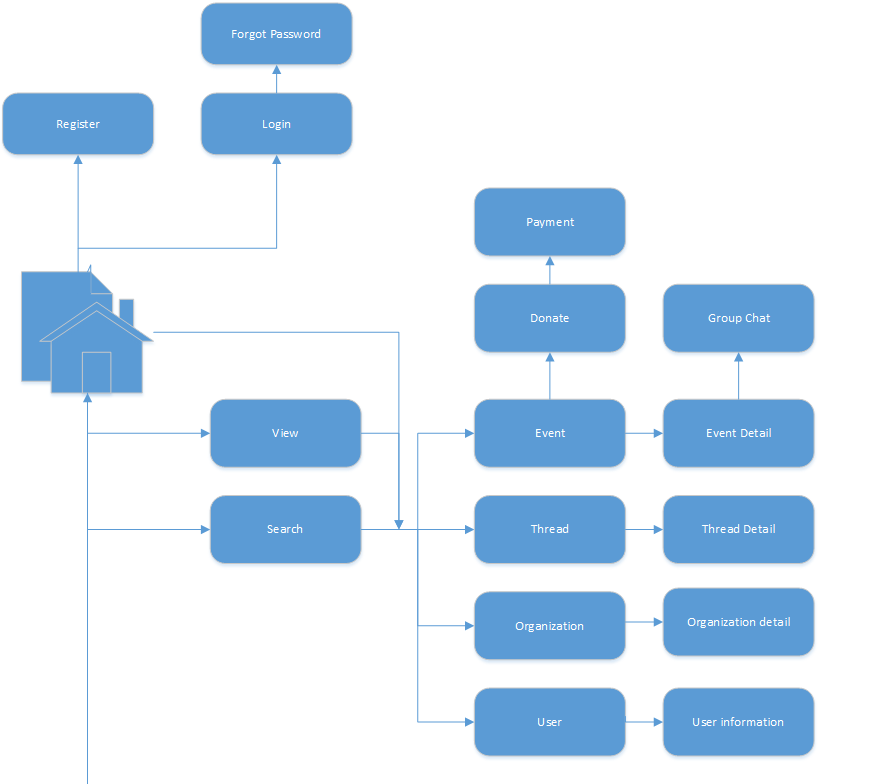 Forgot Password
Register
Login
Payment
Donate
Group Chat
View
Event
Event Detail
Search
Thread
Thread Detail
Organization
Organization detail
User
User information